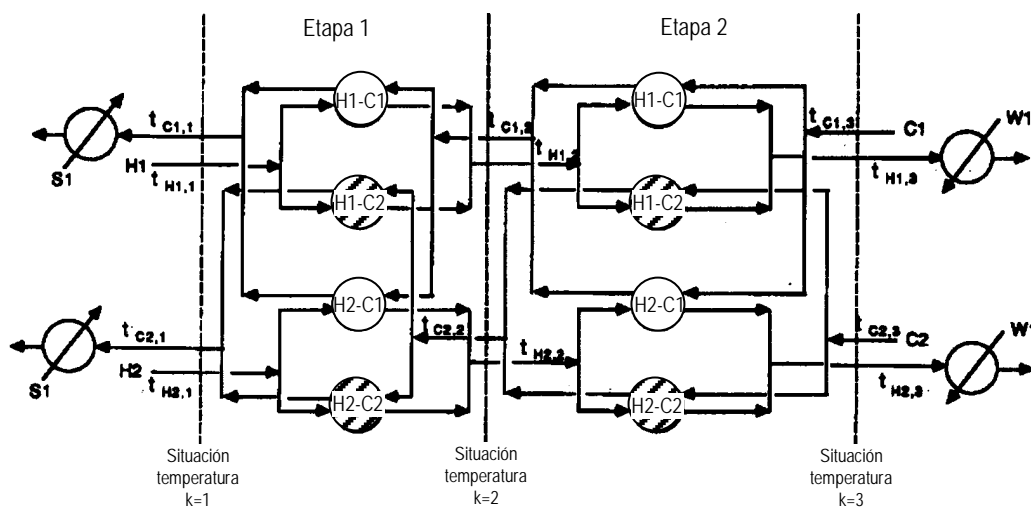 Etapa 1
Etapa 2
H1-C1
H1-C1
W1
t C1,1
t C1,2
t C1,3
C1
S1
H1
t H1,1
t H1,2
t H1,3
H1-C2
H1-C2
H2-C1
H2-C1
t C2,1
t C2,2
t C2,3
C2
S1
H2
t H2,1
t H2,2
t H2,3
H2-C2
H2-C2
Situación
temperatura
k=1
Situación
temperatura
k=2
Situación
temperatura
k=3